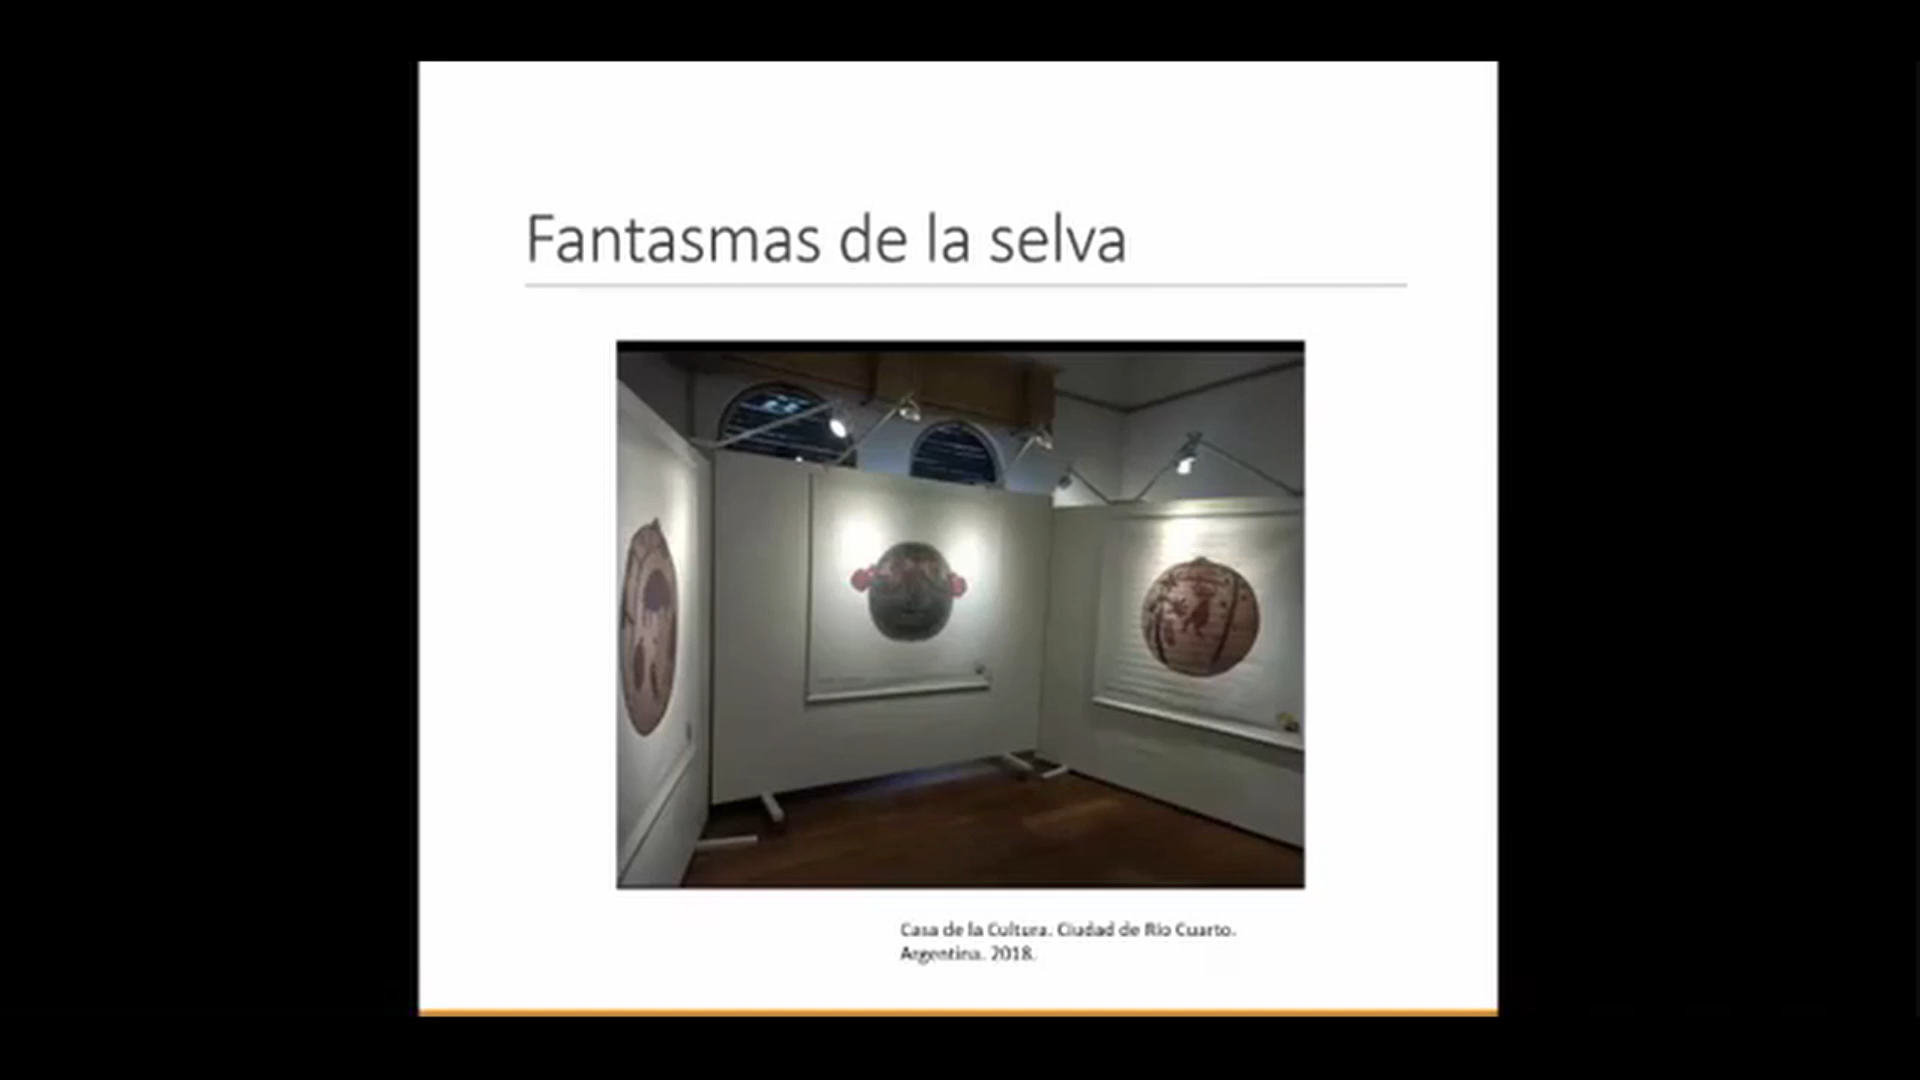 Fantasmas de la selva
Casa de la Cultura. Ciudad de Río Cuarto.
Argentina. 2018.